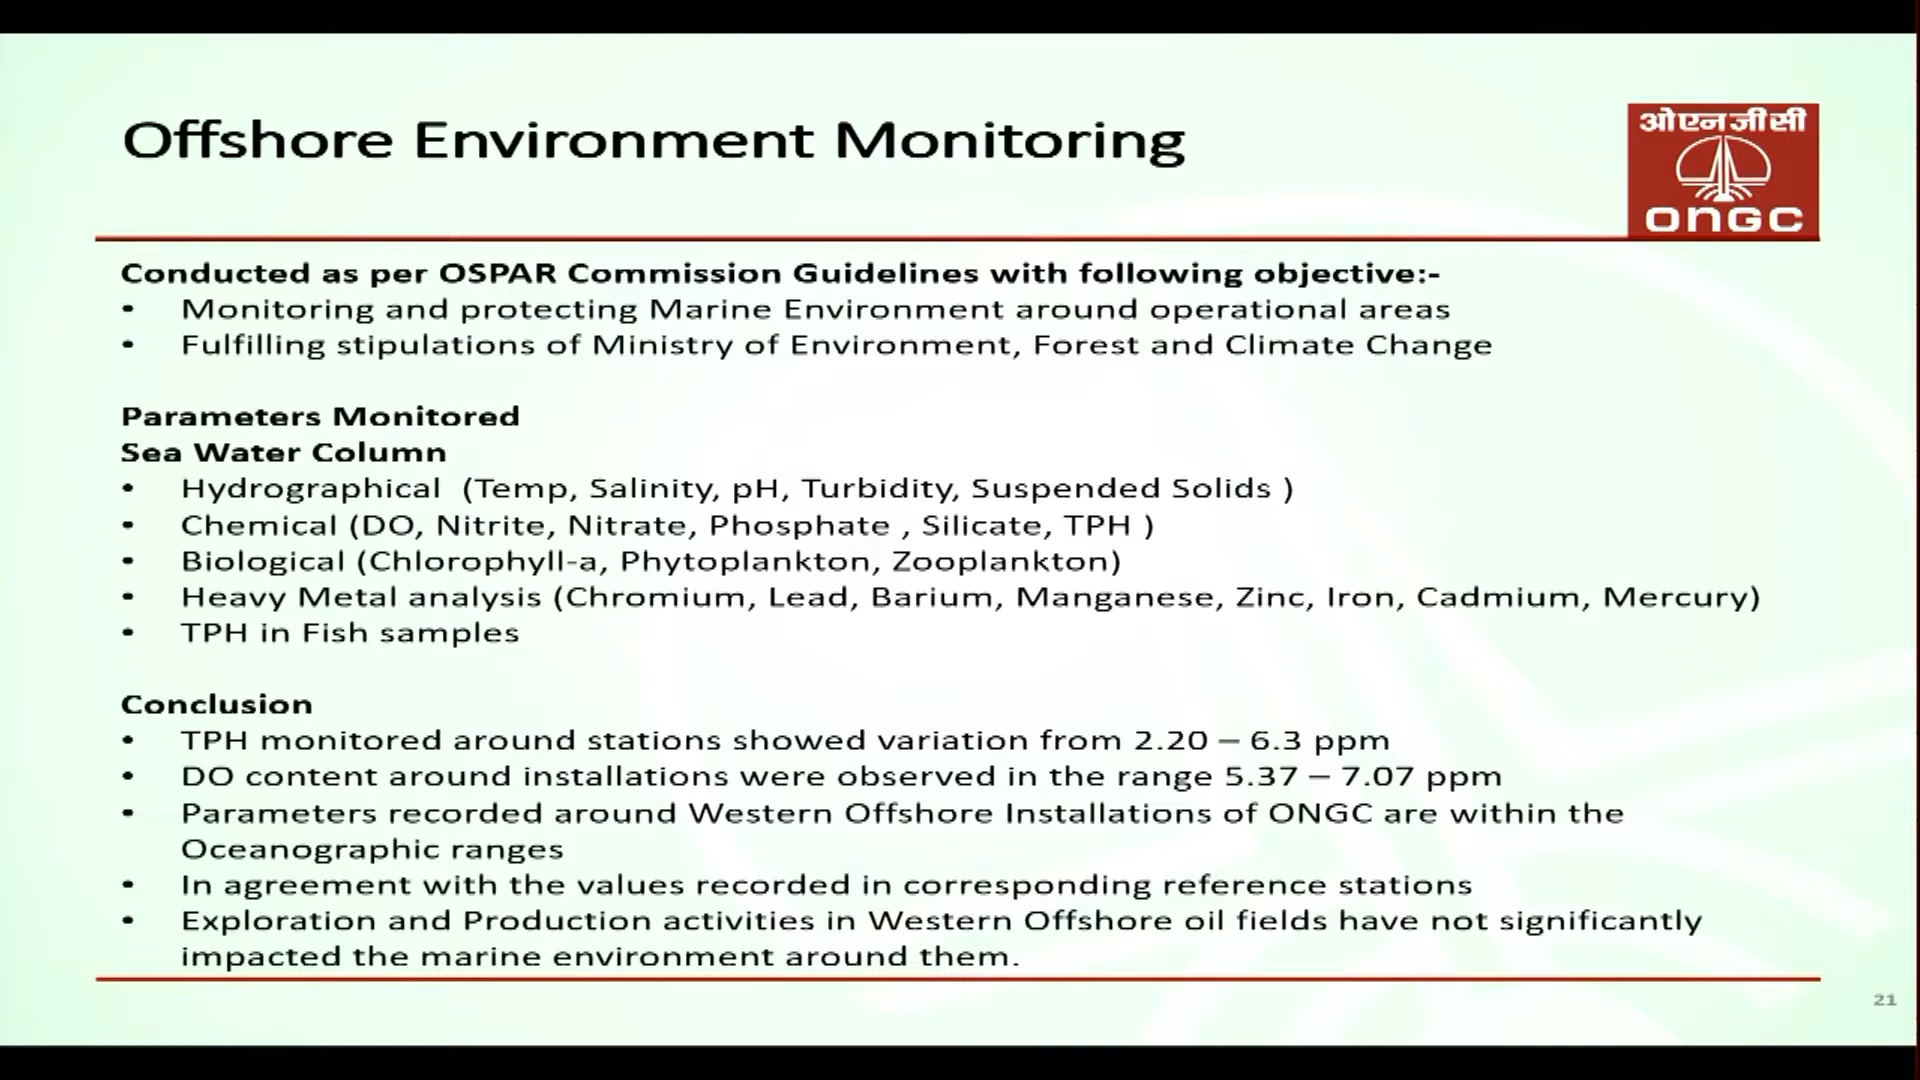 Offshore Environment Monitoring
ओएनजीसी
ONGC
Conducted as per OSPAR Commission Guidelines with following objective:-
• Monitoring and protecting Marine Environment around operational areas
• Fulfilling stipulations of Ministry of Environment, Forest and Climate Change
Parameters Monitored
Sea Water Column
• Hydrographical (Temp, Salinity, pH, Turbidity, Suspended Solids )
• Chemical (DO, Nitrite, Nitrate, Phosphate , Silicate, TPH )
• Biological (Chlorophyll-a, Phytoplankton, Zooplankton)
• Heavy Metal analysis (Chromium, Lead, Barium, Manganese, Zinc, Iron, Cadmium, Mercury)
• TPH in Fish samples
Conclusion
• TPH monitored around stations showed variation from 2.20 – 6.3 ppm
• DO content around installations were observed in the range 5.37 – 7.07 ppm
• Parameters recorded around Western Offshore Installations of ONGC are within the
Oceanographic ranges
• In agreement with the values recorded in corresponding reference stations
• Exploration and Production activities in Western Offshore oil fields have not significantly
impacted the marine environment around them.
21